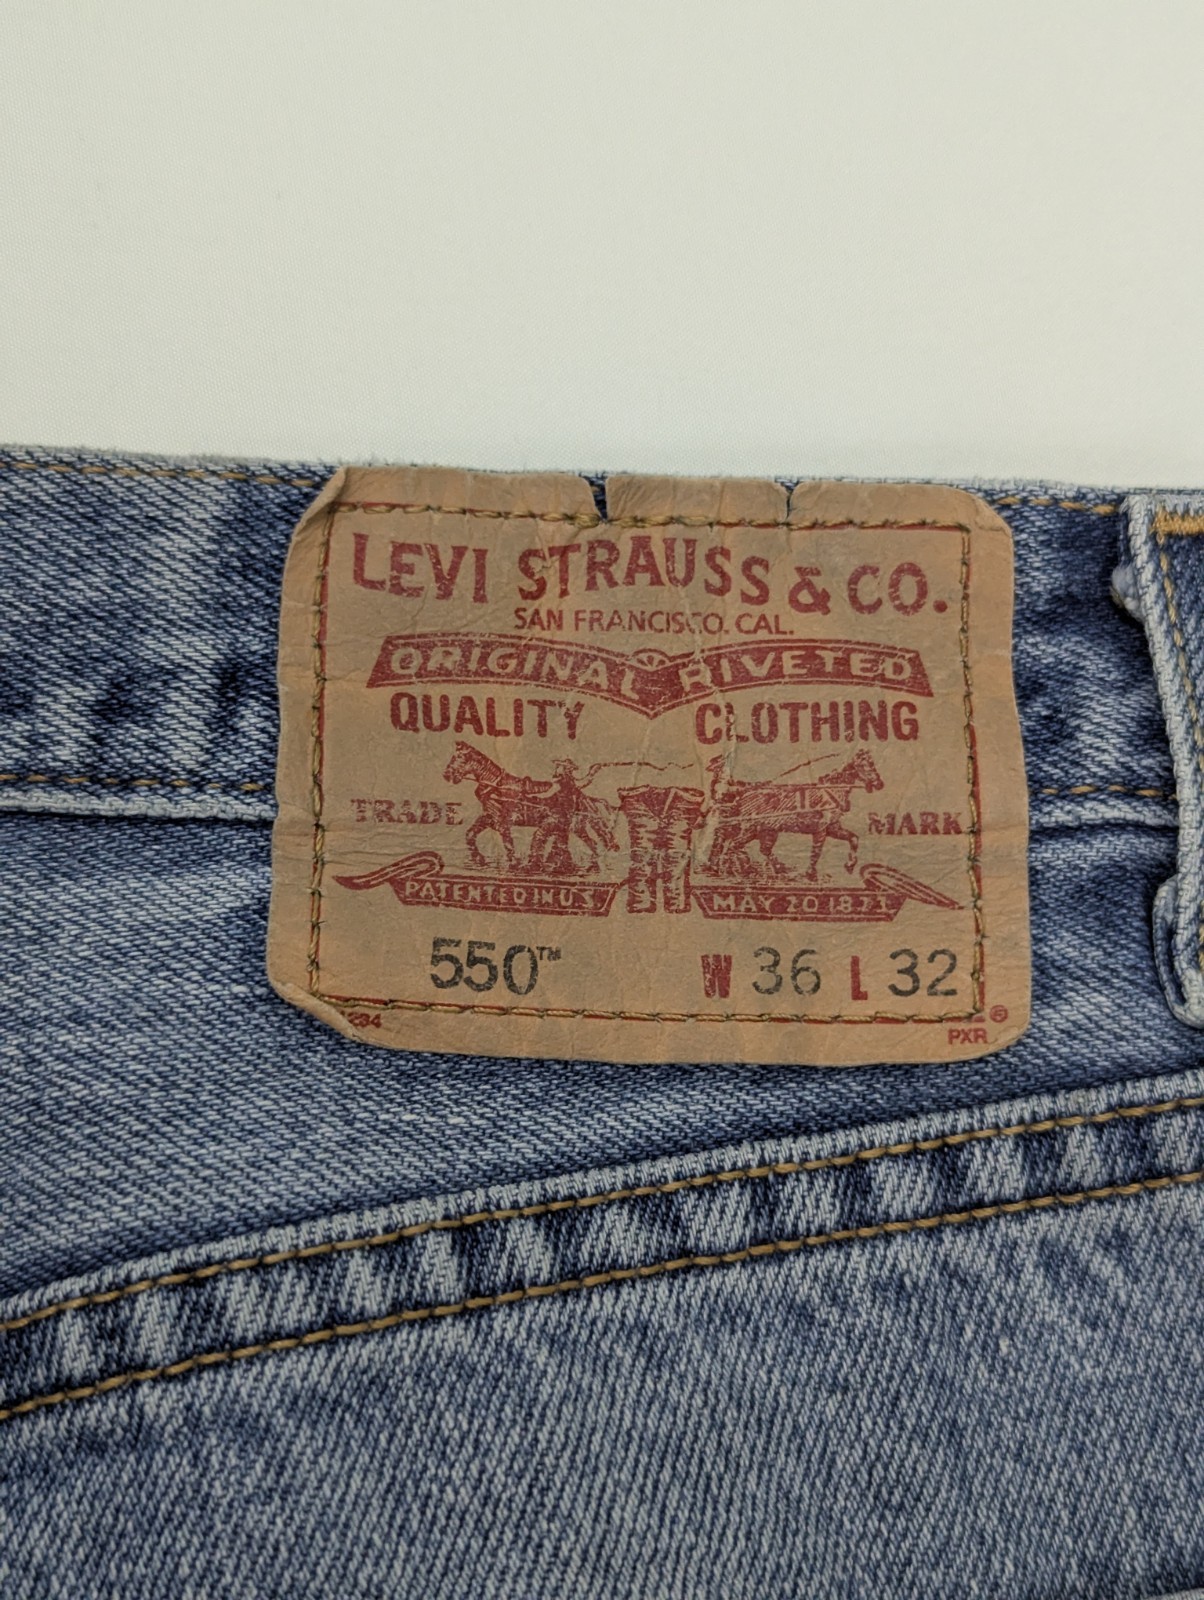 LEVI STRAUSS & CO.
SAN FRANCISCO. CAL.
ORIGINAL RIVETED
QUALITY CLOTHING
TRADE MARK
PATENTED IN U.S. MAY 20 1873
550™ W 36 L 32
®
PXR